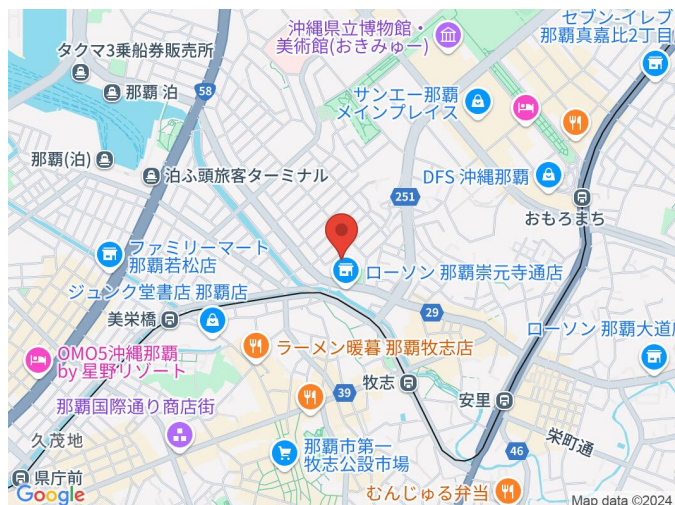 沖縄県立博物館・
美術館(おきみゅー)
セブン-イレブ
那覇真嘉比2丁目
タクマ3乗船券販売所
那覇 泊
58
サンエー那覇
メインプレイス
那覇(泊)
泊ふ頭旅客ターミナル
DFS 沖縄那覇
251
おもろまち
ファミリーマート
那覇若松店
ローソン 那覇崇元寺通店
ジュンク堂書店 那覇店
美栄橋
29
ローソン 那覇大道店
OMO5沖縄那覇
by 星野リゾート
ラーメン暖暮 那覇牧志店
牧志
39
安里
那覇国際通り商店街
久茂地
那覇市第一
牧志公設市場
栄町通
46
県庁前
むんじゅる弁当
Google
Map data ©2024